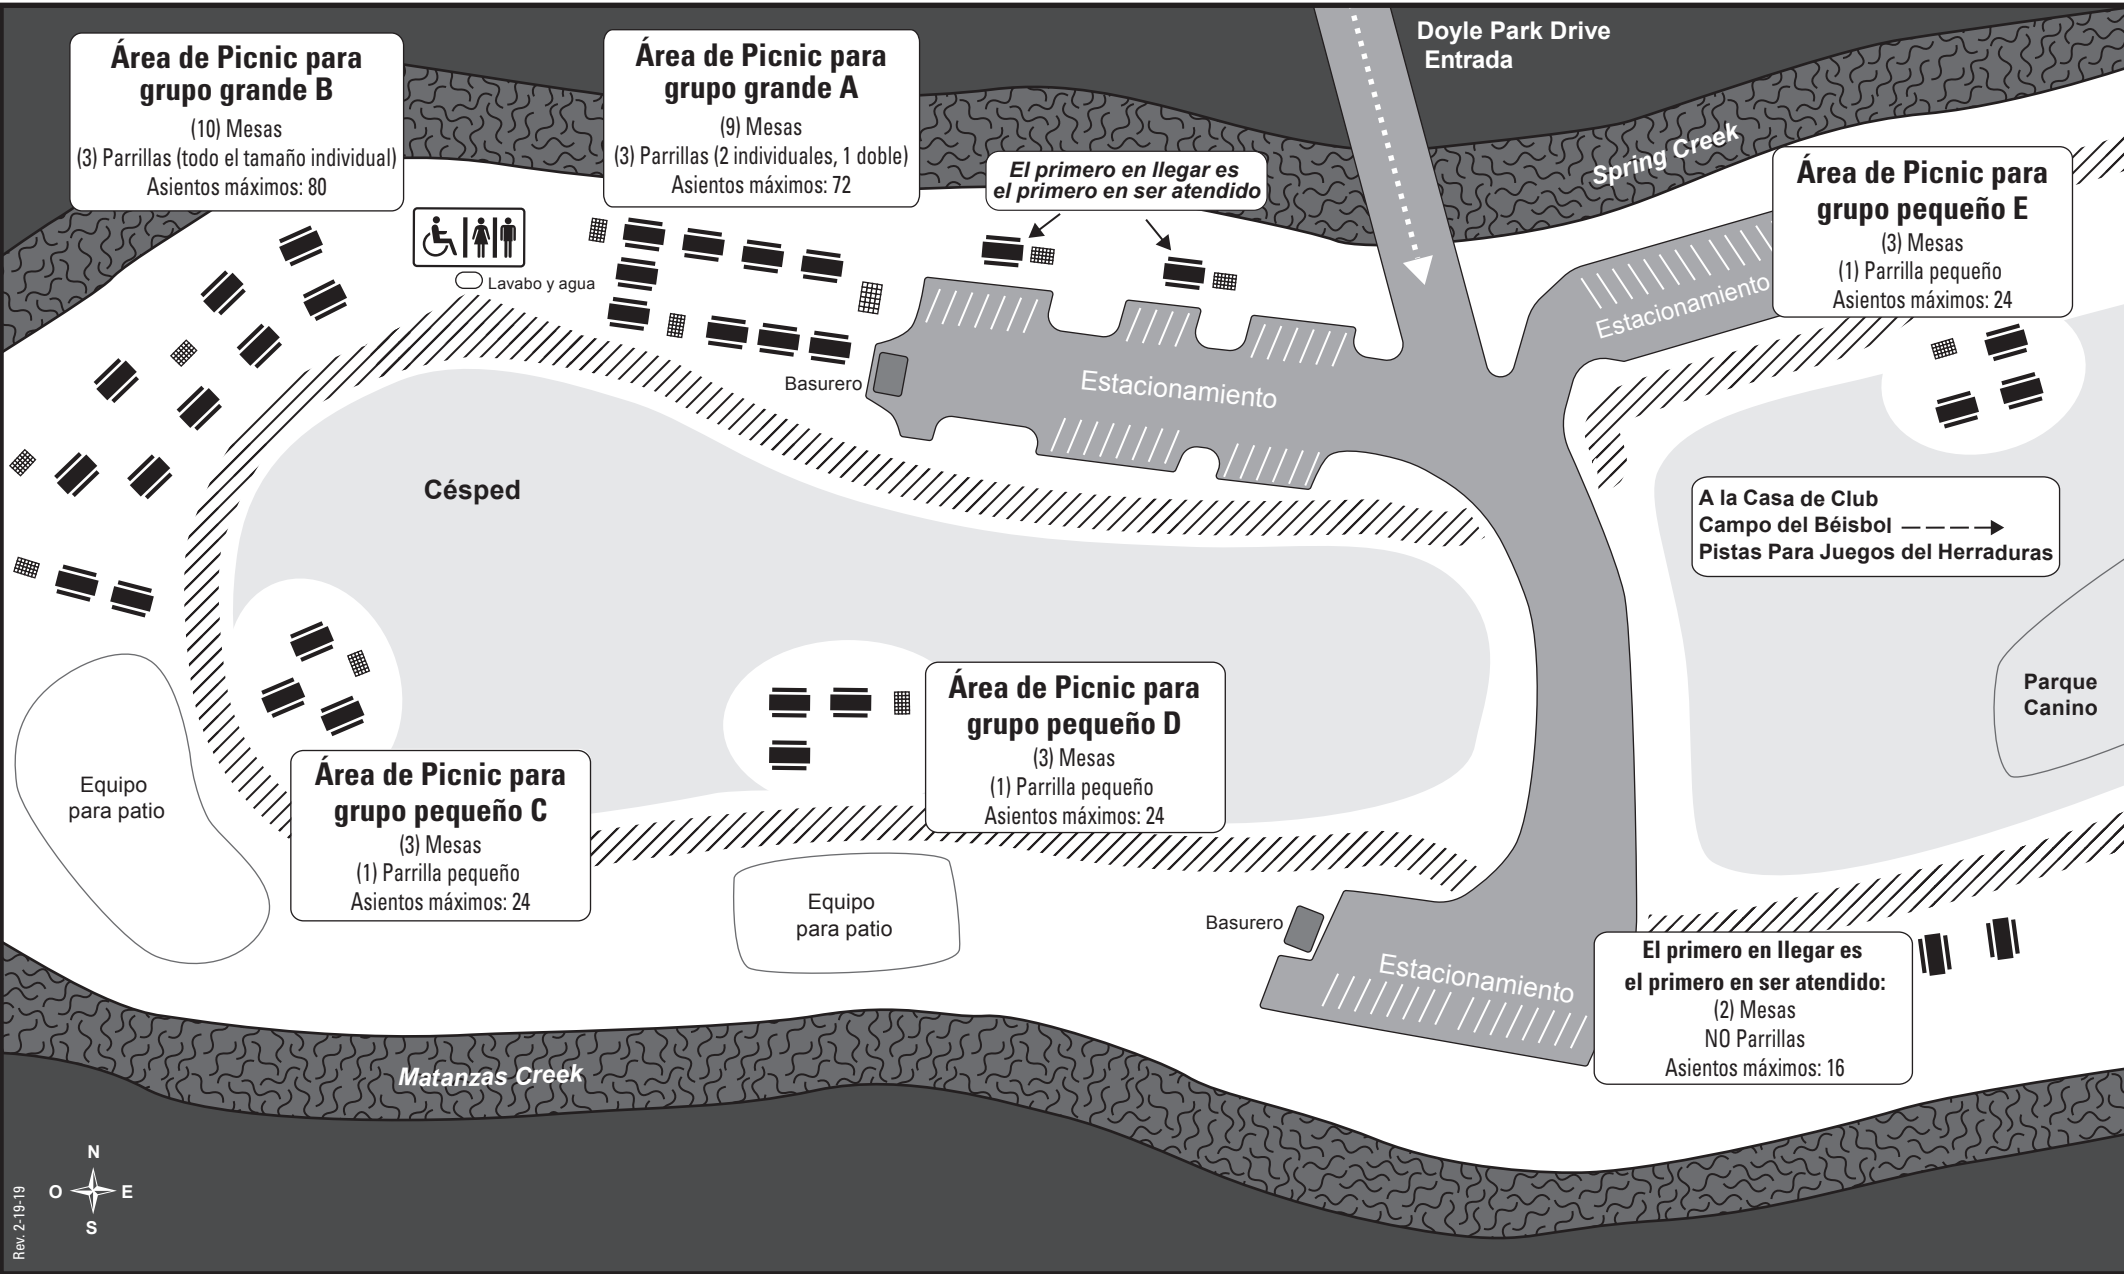 Doyle Park Drive
Entrada
Área de Picnic para
grupo grande B
(10) Mesas
(3) Parrillas (todo el tamaño individual)
Asientos máximos: 80
Área de Picnic para
grupo grande A
(9) Mesas
(3) Parrillas (2 individuales, 1 doble)
Asientos máximos: 72
El primero en llegar es
el primero en ser atendido
Spring Creek
Área de Picnic para
grupo pequeño E
(3) Mesas
(1) Parrilla pequeño
Asientos máximos: 24
Lavabo y agua
Estacionamiento
Basurero
Estacionamiento
Césped
A la Casa de Club
Campo del Béisbol
Pistas Para Juegos del Herraduras
Parque
Canino
Área de Picnic para
grupo pequeño D
(3) Mesas
(1) Parrilla pequeño
Asientos máximos: 24
Equipo
para patio
Área de Picnic para
grupo pequeño C
(3) Mesas
(1) Parrilla pequeño
Asientos máximos: 24
Equipo
para patio
Basurero
Estacionamiento
El primero en llegar es
el primero en ser atendido:
(2) Mesas
NO Parrillas
Asientos máximos: 16
Matanzas Creek
N
O E
S
Rev. 2-19-19